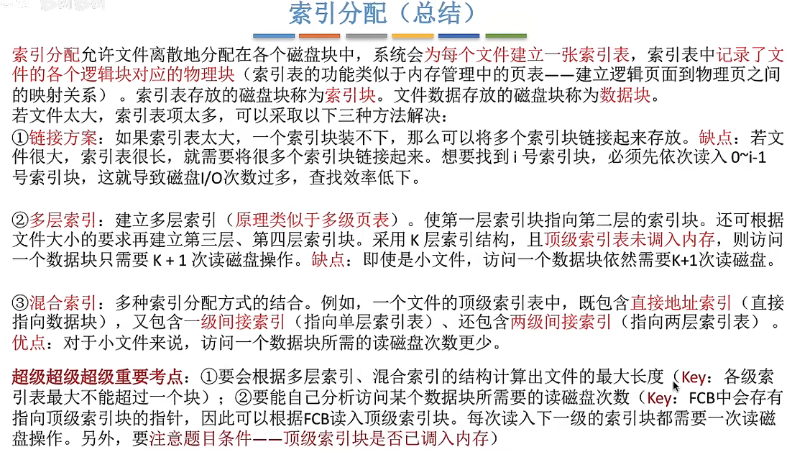 索引分配（总结）
索引分配允许文件离散地分配在各个磁盘块中，系统会为每个文件建立一张索引表，索引表中记录了文
件的各个逻辑块对应的物理块（索引表的功能类似于内存管理中的页表——建立逻辑页面到物理页之间
的映射关系）。索引表存放的磁盘块称为索引块。文件数据存放的磁盘块称为数据块。
若文件太大，索引表项太多，可以采取以下三种方法解决：
①链接方案：如果索引表太大，一个索引块装不下，那么可以将多个索引块链接起来存放。缺点：若文
件很大，索引表很长，就需要将很多个索引块链接起来。想要找到 i 号索引块，必须先依次读入 0~i-1
号索引块，这就导致磁盘I/O次数过多，查找效率低下。
②多层索引：建立多层索引（原理类似于多级页表）。使第一层索引块指向第二层的索引块。还可根据
文件大小的要求再建立第三层、第四层索引块。采用 K 层索引结构，且顶级索引表未调入内存，则访问
一个数据块只需要 K + 1 次读磁盘操作。缺点：即使是小文件，访问一个数据块依然需要K+1次读磁盘。
③混合索引：多种索引分配方式的结合。例如，一个文件的顶级索引表中，既包含直接地址索引（直接
指向数据块），又包含一级间接索引（指向单层索引表）、还包含两级间接索引（指向两层索引表）。
优点：对于小文件来说，访问一个数据块所需的读磁盘次数更少。
超级超级超级重要考点：①要会根据多层索引、混合索引的结构计算出文件的最大长度（Key：各级索
引表最大不能超过一个块）；②要能自己分析访问某个数据块所需要的读磁盘次数（Key：FCB中会存有
指向顶级索引块的指针，因此可以根据FCB读入顶级索引块。每次读入下一级的索引块都需要一次读磁
盘操作。另外，要注意题目条件——顶级索引块是否已调入内存）